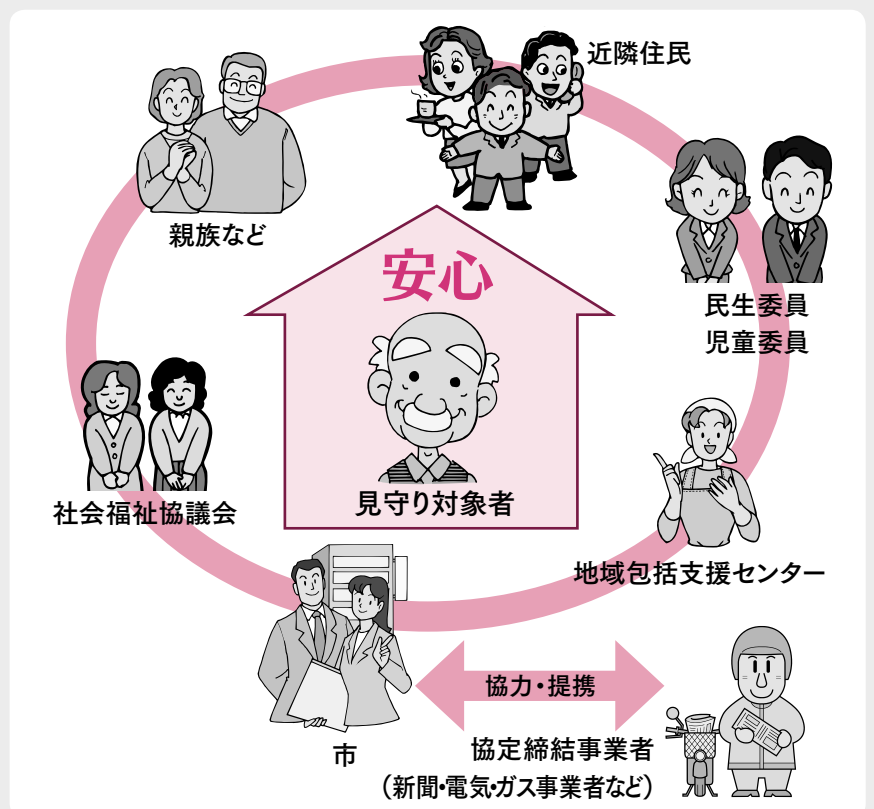 近隣住民
親族など
民生委員
児童委員
安心
見守り対象者
社会福祉協議会
地域包括支援センター
協力・提携
市
協定締結事業者
（新聞・電気・ガス事業者など）